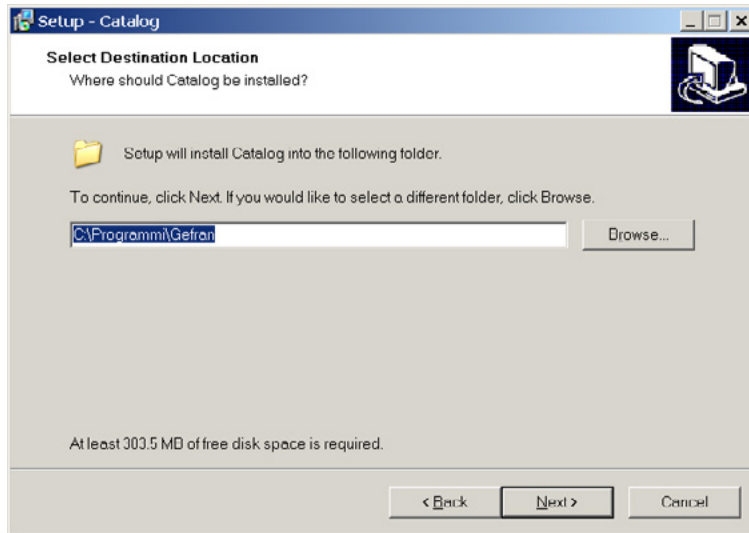 Setup - Catalog
Select Destination Location
Where should Catalog be installed?
Setup will install Catalog into the following folder.
To continue, click Next. If you would like to select a different folder, click Browse.
C:\Programmi\Gefran
Browse...
At least 303.5 MB of free disk space is required.
< Back
Next >
Cancel